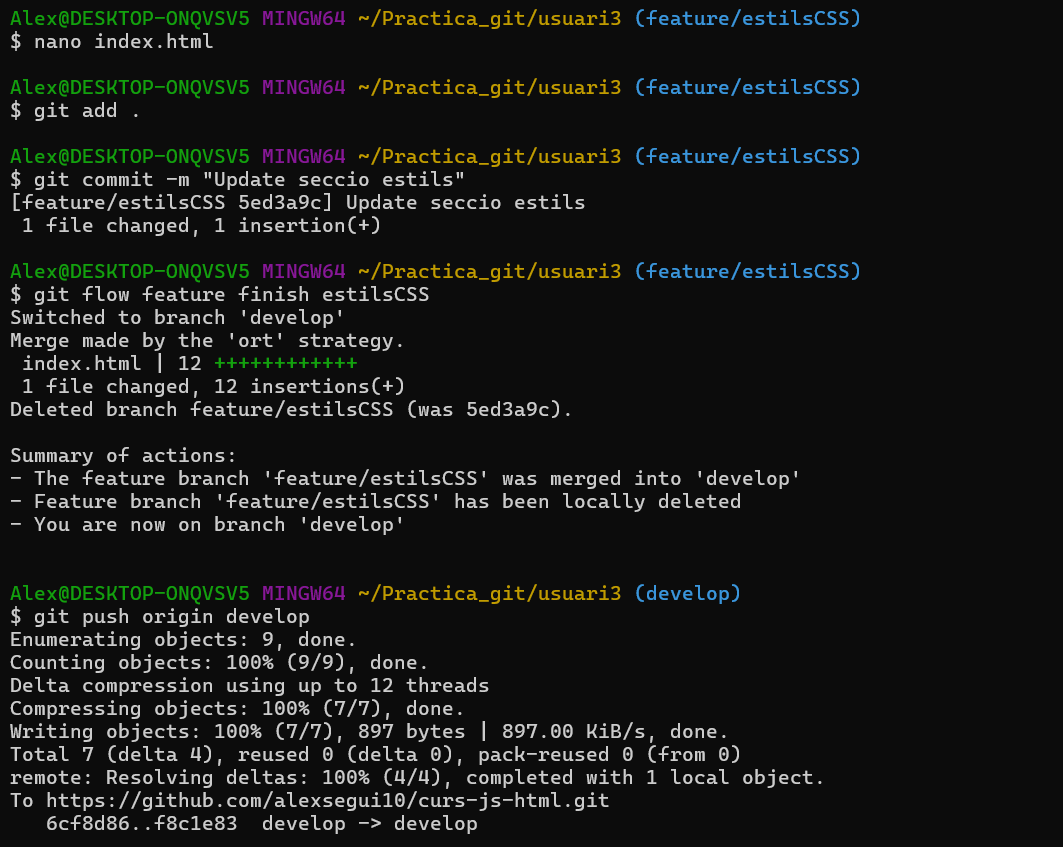 Alex@DESKTOP-ONQVSV5 MINGW64 ~/Practica_git/usuari3 (feature/estilsCSS)
$ nano index.html
Alex@DESKTOP-ONQVSV5 MINGW64 ~/Practica_git/usuari3 (feature/estilsCSS)
$ git add .
Alex@DESKTOP-ONQVSV5 MINGW64 ~/Practica_git/usuari3 (feature/estilsCSS)
$ git commit -m "Update seccio estils"
[feature/estilsCSS 5ed3a9c] Update seccio estils
 1 file changed, 1 insertion(+)
Alex@DESKTOP-ONQVSV5 MINGW64 ~/Practica_git/usuari3 (feature/estilsCSS)
$ git flow feature finish estilsCSS
Switched to branch 'develop'
Merge made by the 'ort' strategy.
 index.html | 12 ++++++++++++
 1 file changed, 12 insertions(+)
Deleted branch feature/estilsCSS (was 5ed3a9c).
Summary of actions:
- The feature branch 'feature/estilsCSS' was merged into 'develop'
- Feature branch 'feature/estilsCSS' has been locally deleted
- You are now on branch 'develop'
Alex@DESKTOP-ONQVSV5 MINGW64 ~/Practica_git/usuari3 (develop)
$ git push origin develop
Enumerating objects: 9, done.
Counting objects: 100% (9/9), done.
Delta compression using up to 12 threads
Compressing objects: 100% (7/7), done.
Writing objects: 100% (7/7), 897 bytes | 897.00 KiB/s, done.
Total 7 (delta 4), reused 0 (delta 0), pack-reused 0 (from 0)
remote: Resolving deltas: 100% (4/4), completed with 1 local object.
To https://github.com/alexsegui10/curs-js-html.git
   6cf8d86..f8c1e83  develop -> develop